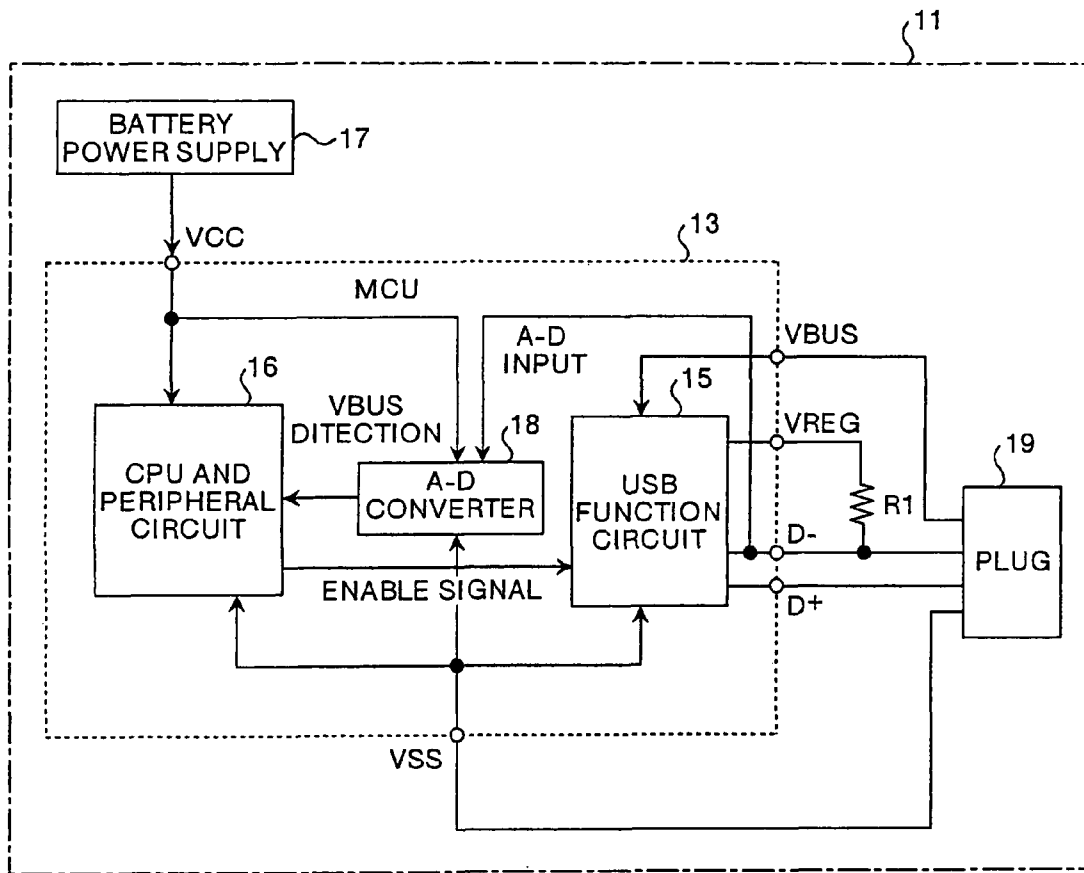 11
BATTERY
POWER SUPPLY
17
VCC
13
MCU
A-D
INPUT
VBUS
16
15
VBUS
DITECTION
18
VREG
19
CPU AND
PERIPHERAL
CIRCUIT
A-D
CONVERTER
USB
FUNCTION
CIRCUIT
R1
D-
PLUG
ENABLE SIGNAL
D+
VSS